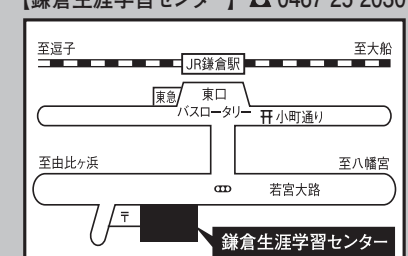 【鎌倉生涯学習センター】☎ 0467-25-2030
至逗子
至大船
JR鎌倉駅
東急
東口
バスロータリー
小町通り
至由比ヶ浜
至八幡宮
若宮大路
〒
鎌倉生涯学習センター